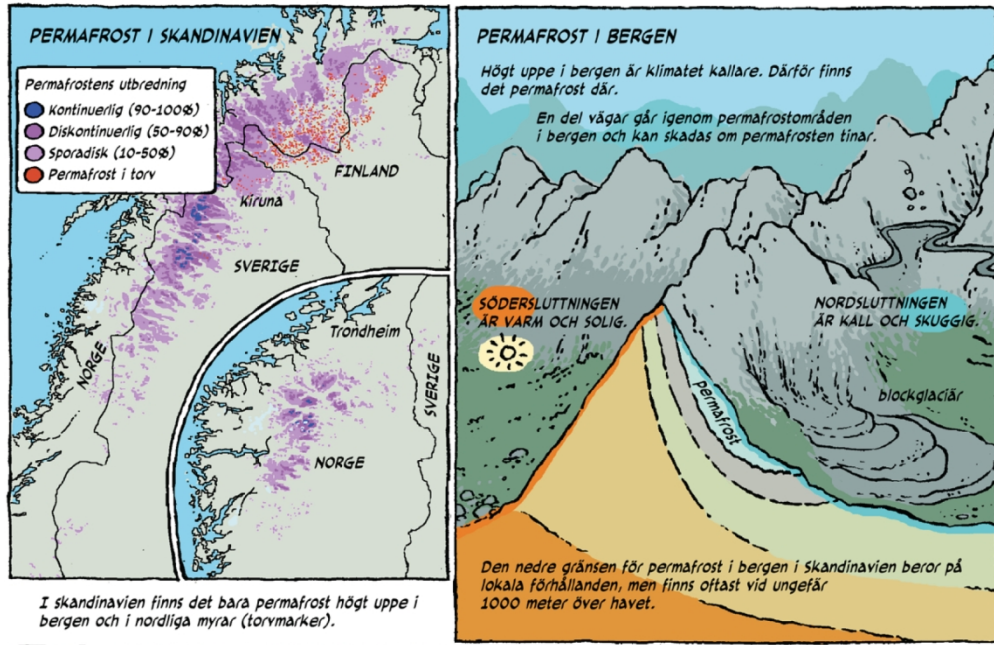 PERMAFROST I SKANDINAVIEN
Permafrostens utbredning
Kontinuerlig (90-100%)
Diskontinuerlig (50-90%)
Sporadisk (10-50%)
Permafrost i torv
FINLAND
Kiruna
SVERIGE
NORGE
Trondheim
SVERIGE
NORGE
I skandinavien finns det bara permafrost högt uppe i
bergen och i nordliga myrar (torvmarker).
PERMAFROST I BERGEN
Högt uppe i bergen är klimatet kallare. Därför finns
det permafrost där.
En del vägar går igenom permafrostområden
i bergen och kan skadas om permafrosten tinar.
SÖDERSLUTTNINGEN
ÄR VARM OCH SOLIG.
NORDSLUTTNINGEN
ÄR KALL OCH SKUGGIG.
permafrost
blockglaciär
Den nedre gränsen för permafrost i bergen i Skandinavien beror på
lokala förhållanden, men finns oftast vid ungefär
1000 meter över havet.